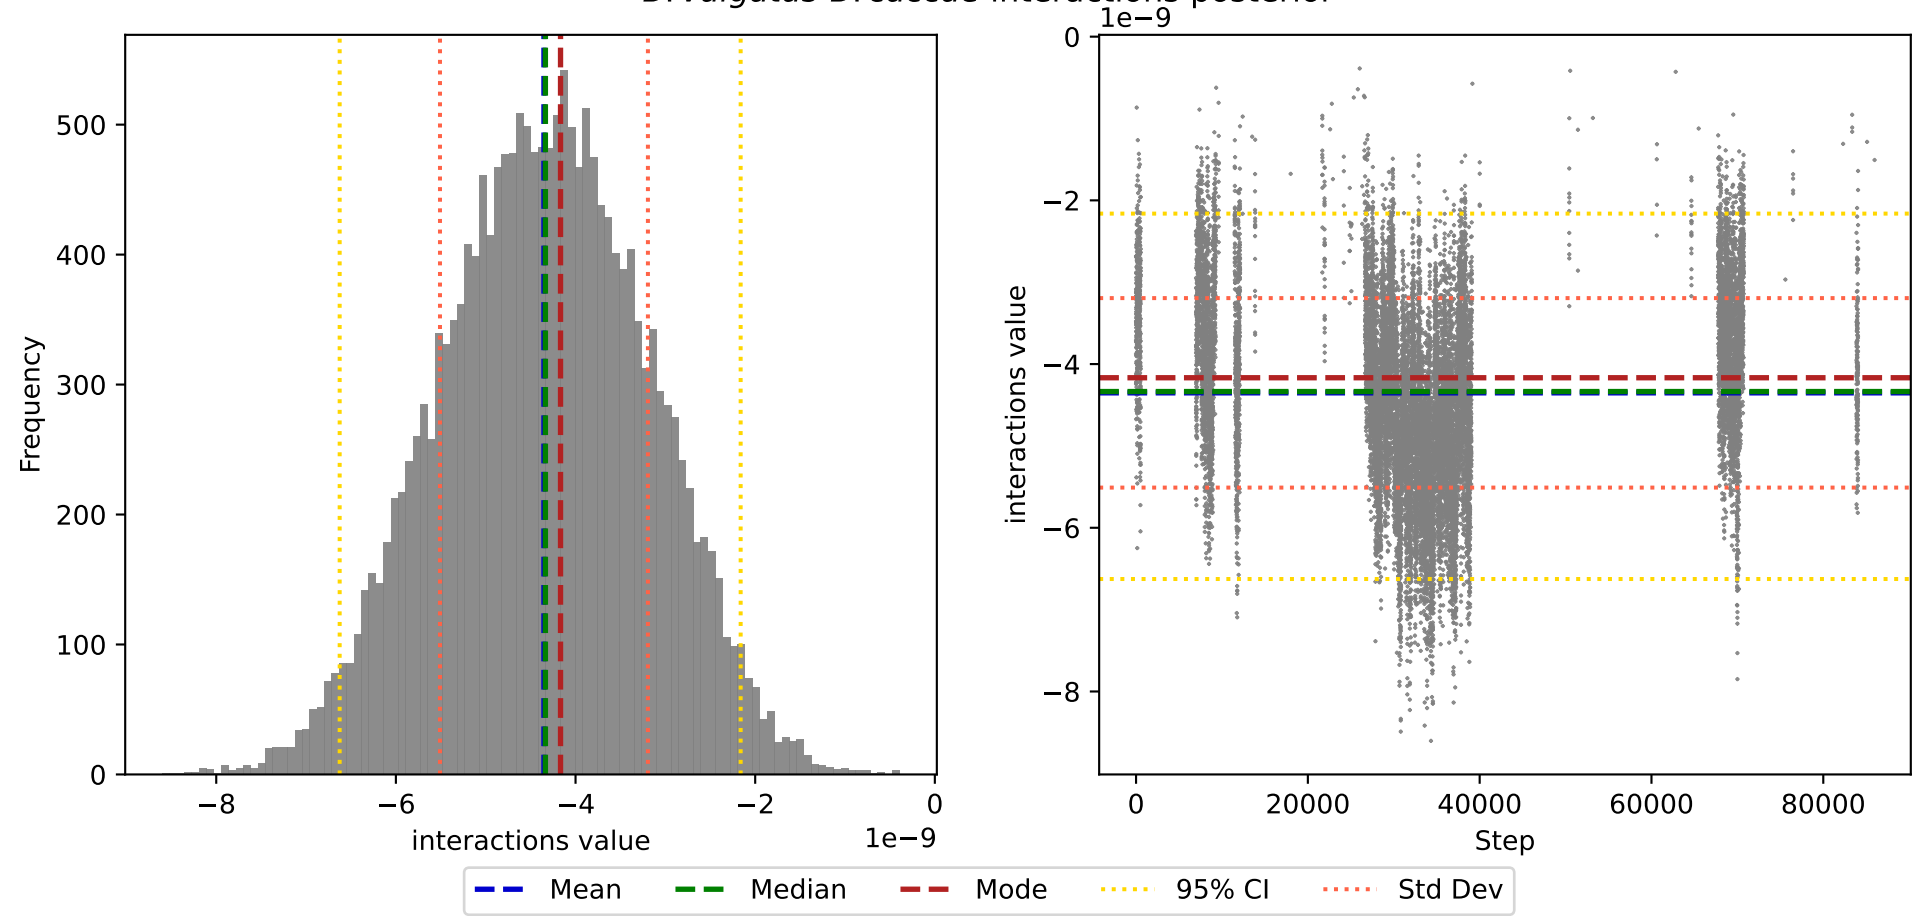 interactions posterior
1e−9
500
400
300
200
100
0
Frequency
−8
−6
−4
−2
0
1e−9
interactions value
0
−2
−4
−6
−8
interactions value
0
20000
40000
60000
80000
Step
Mean
Median
Mode
95% CI
Std Dev